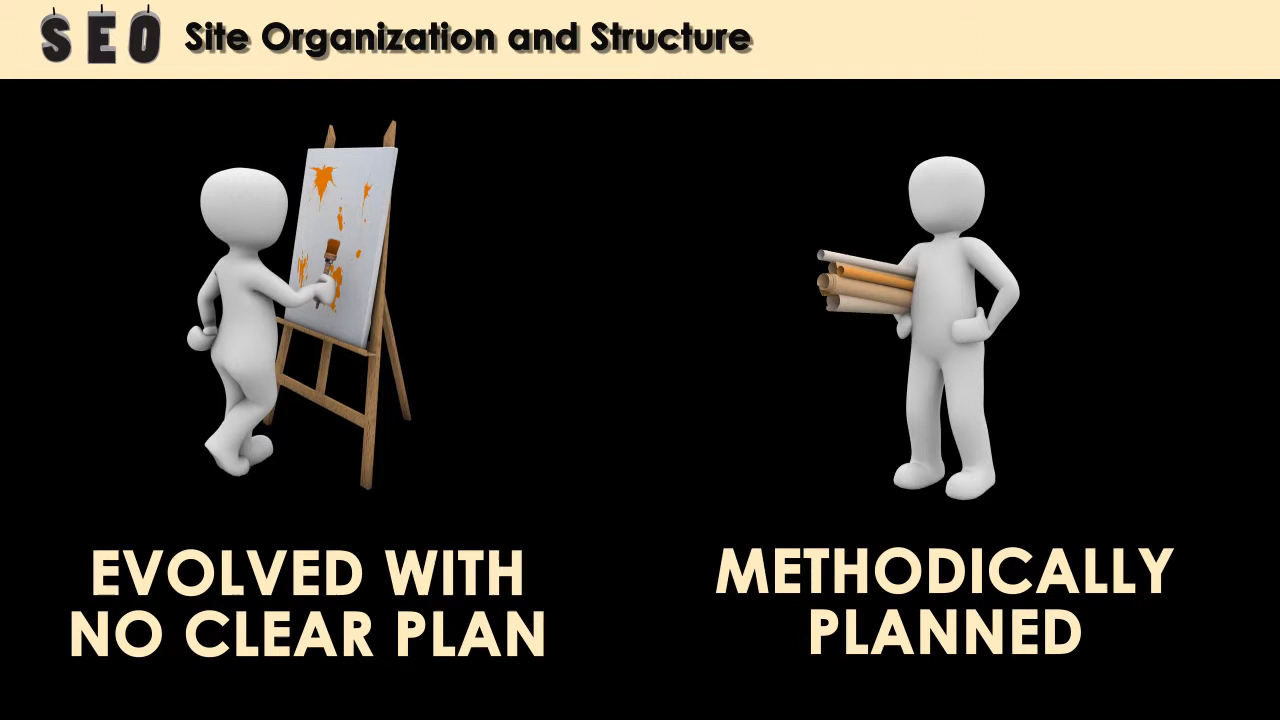 SEO Site Organization and Structure
EVOLVED WITH
NO CLEAR PLAN
METHODICALLY
PLANNED